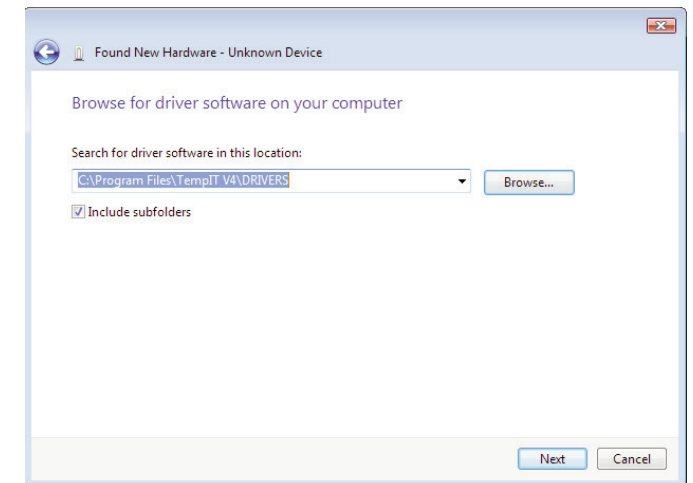 Found New Hardware - Unknown Device
Browse for driver software on your computer
Search for driver software in this location:
C:\Program Files\TempIT V4\DRIVERS
Browse...
Include subfolders
Next
Cancel